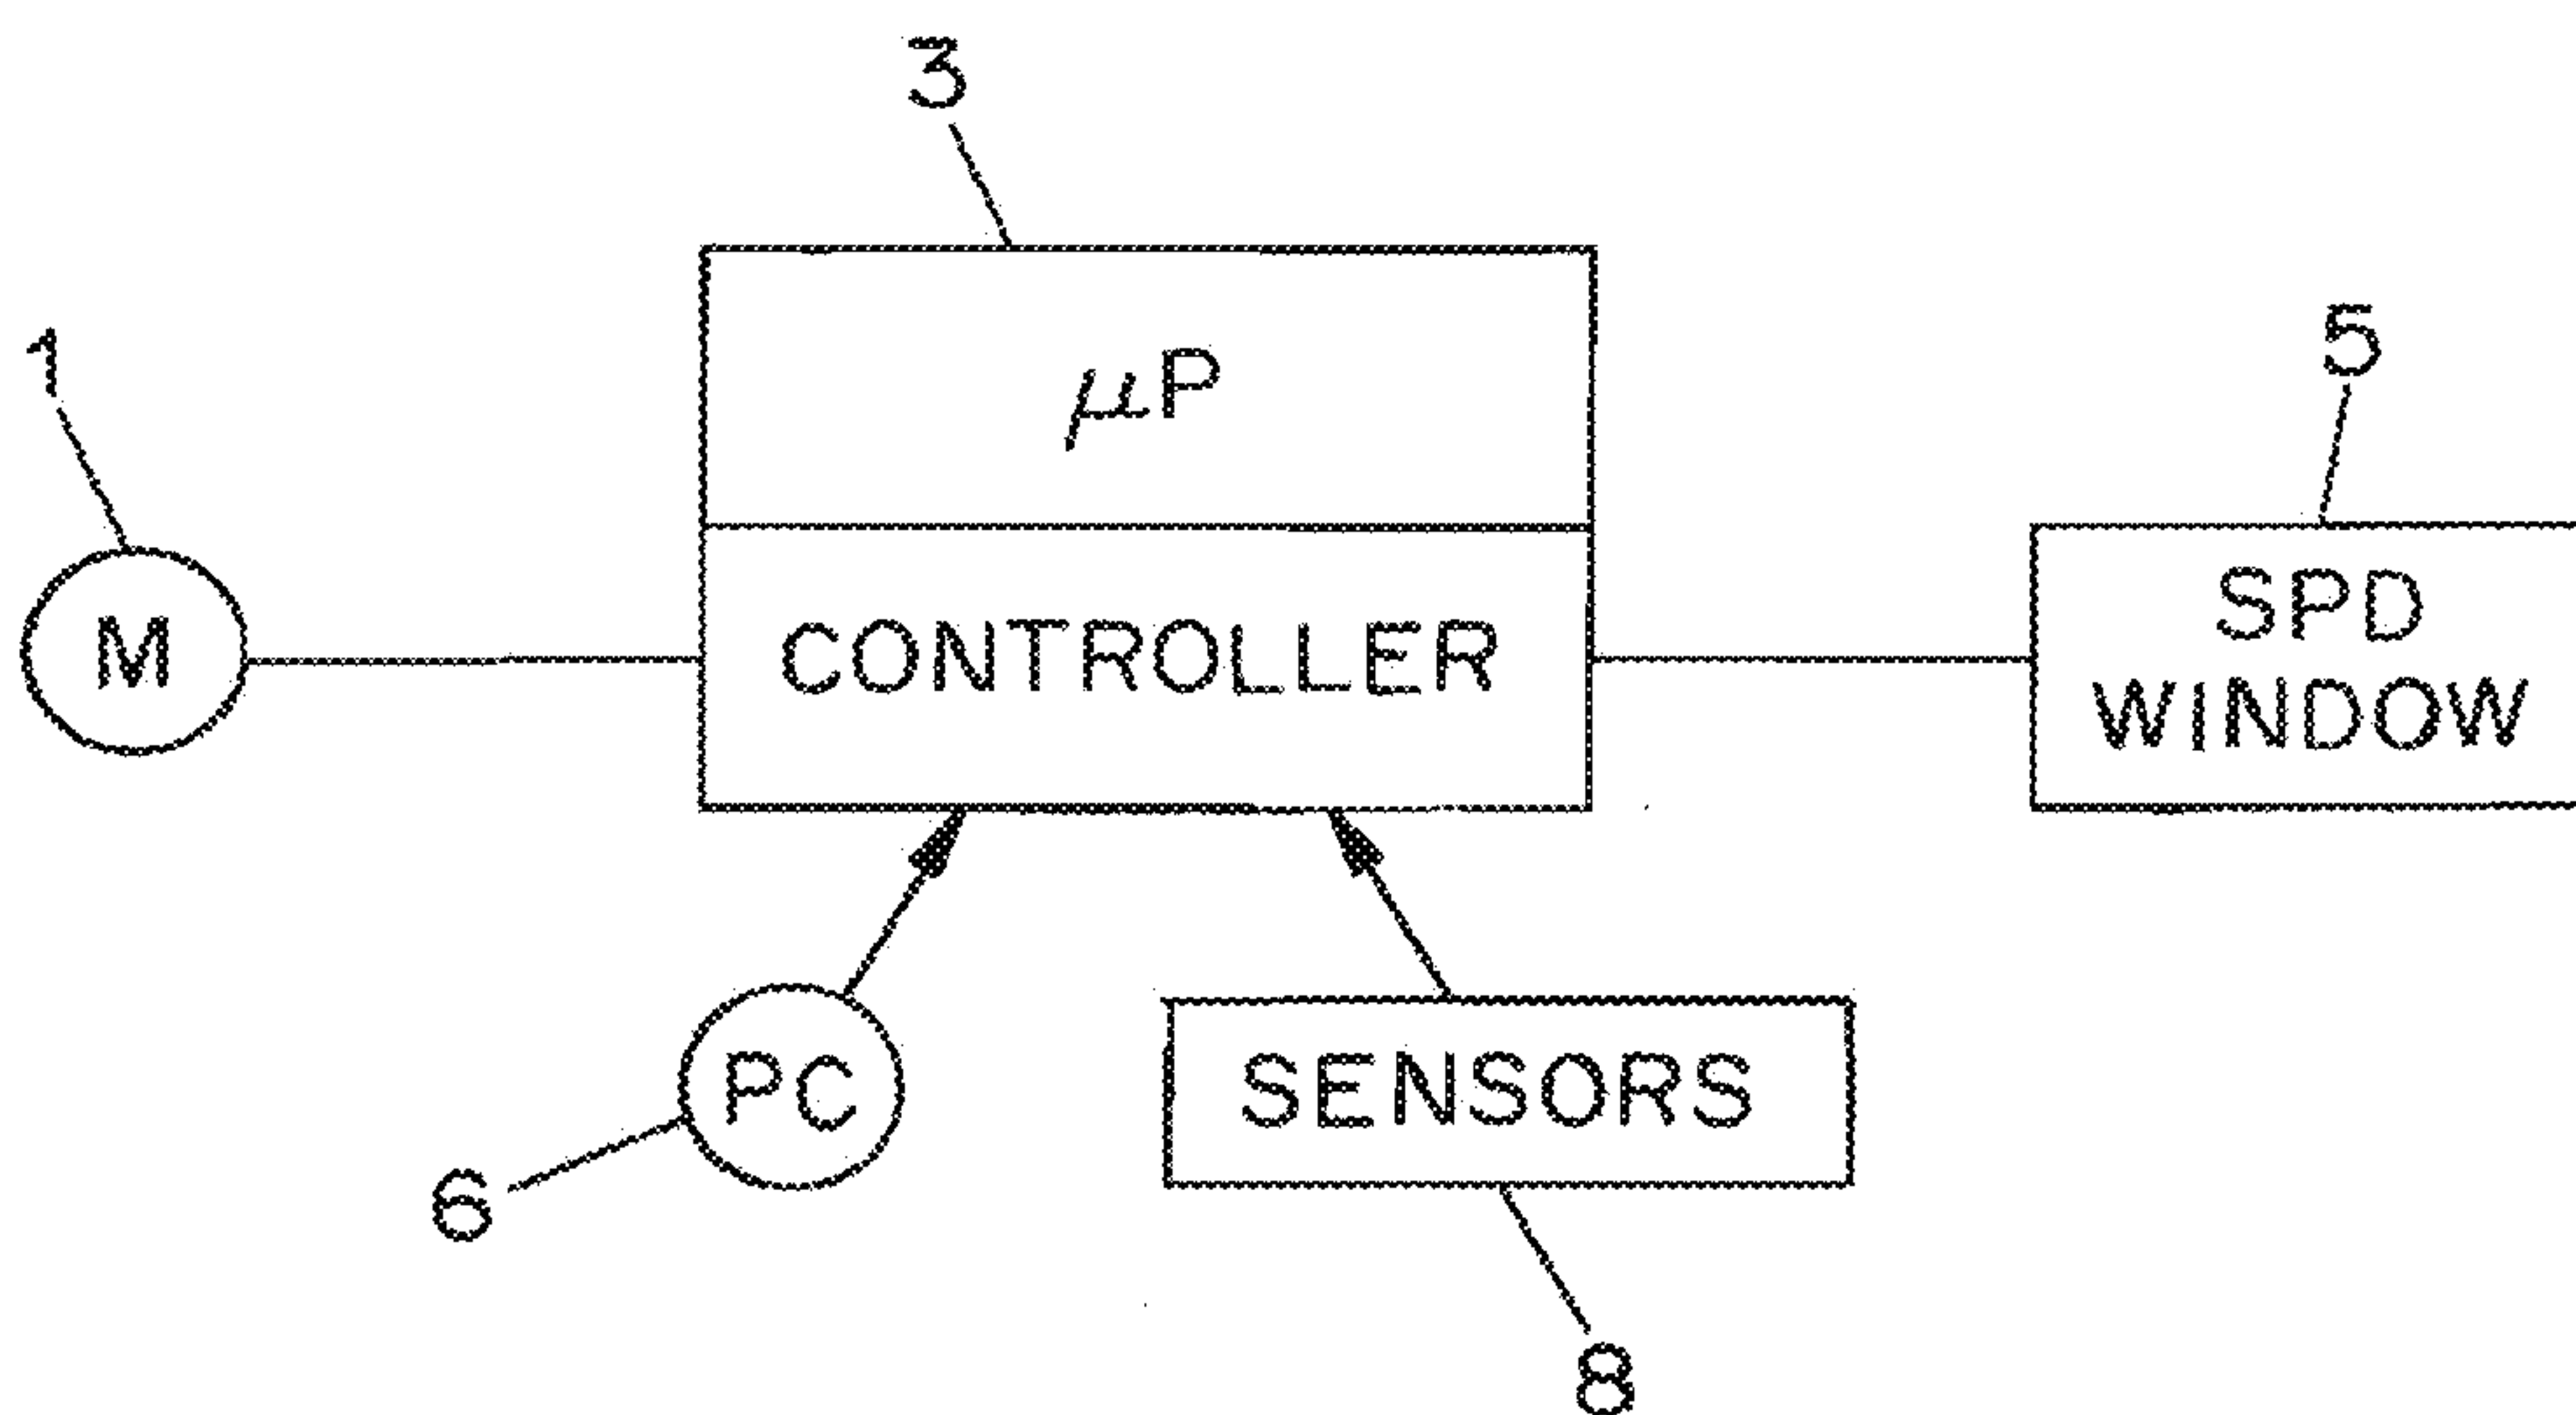 3
1
μP
5
M
CONTROLLER
SPD
WINDOW
PC
SENSORS
6
8